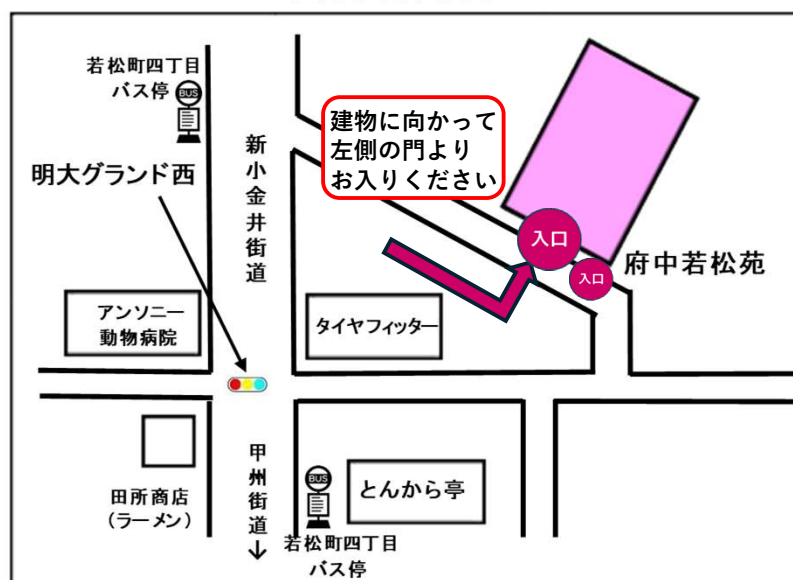 若松町四丁目
バス停
BUS
明大グランド西
新小金井街道
建物に向かって
左側の門より
お入りください
入口
入口
府中若松苑
アンソニー
動物病院
タイヤフィッター
田所商店
(ラーメン)
甲州街道
↓
BUS
とんから亭
若松町四丁目
バス停